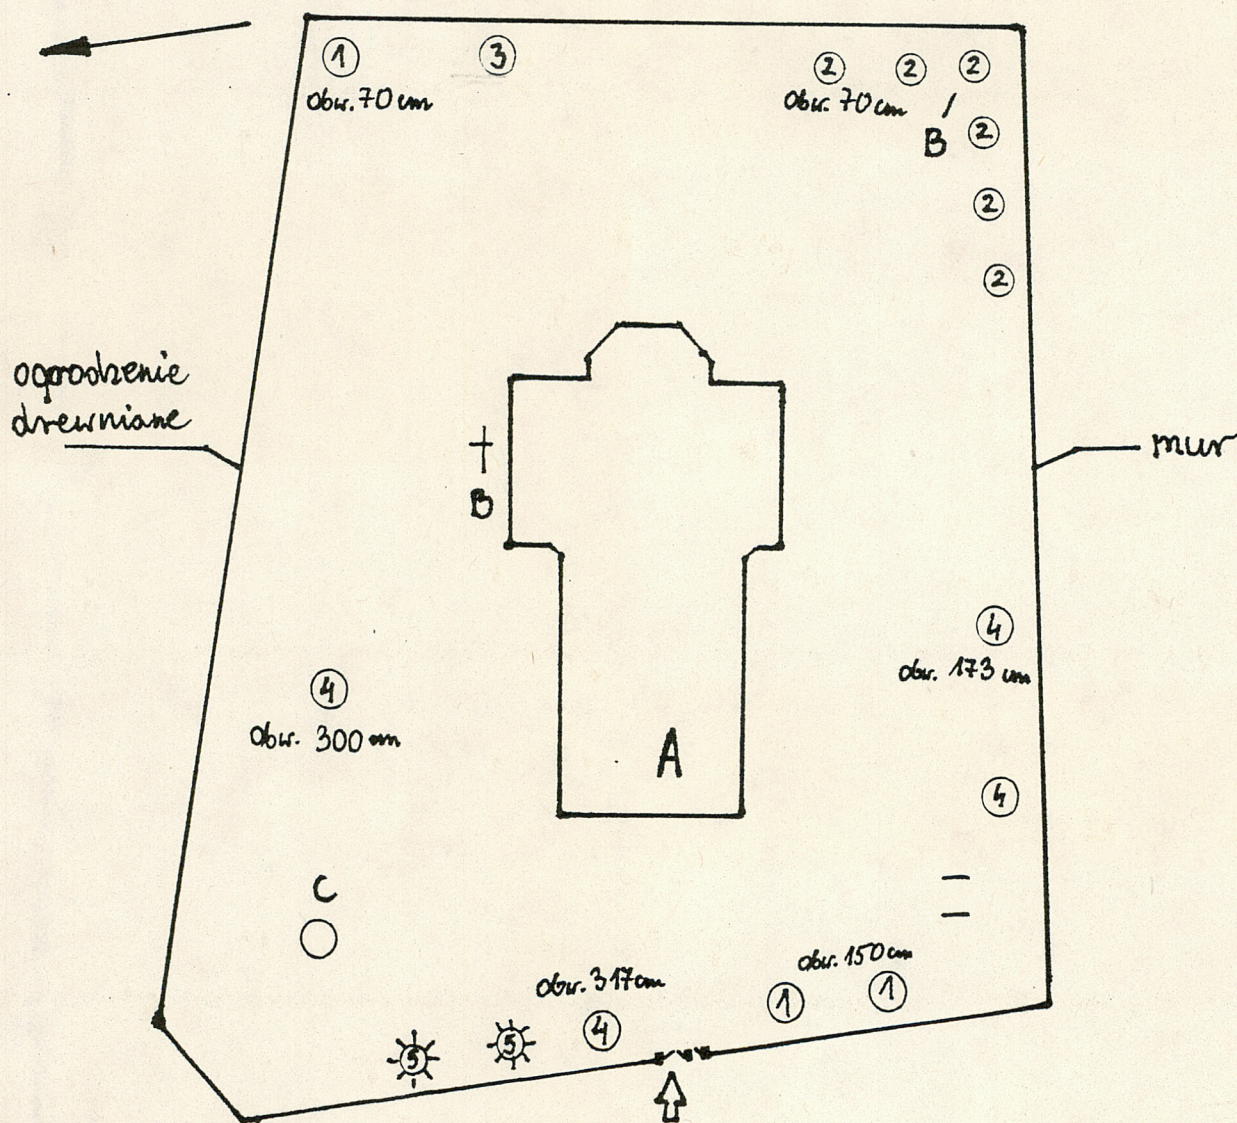 1
3
2
2
2
obw. 70 cm
obw. 70 cm
B
2
2
2
ogrodzenie
drewniane
mur
B
4
obw. 173 cm
4
obw. 300 cm
A
4
C
obw. 150 cm
obw. 317 cm
1
1
4
5
5